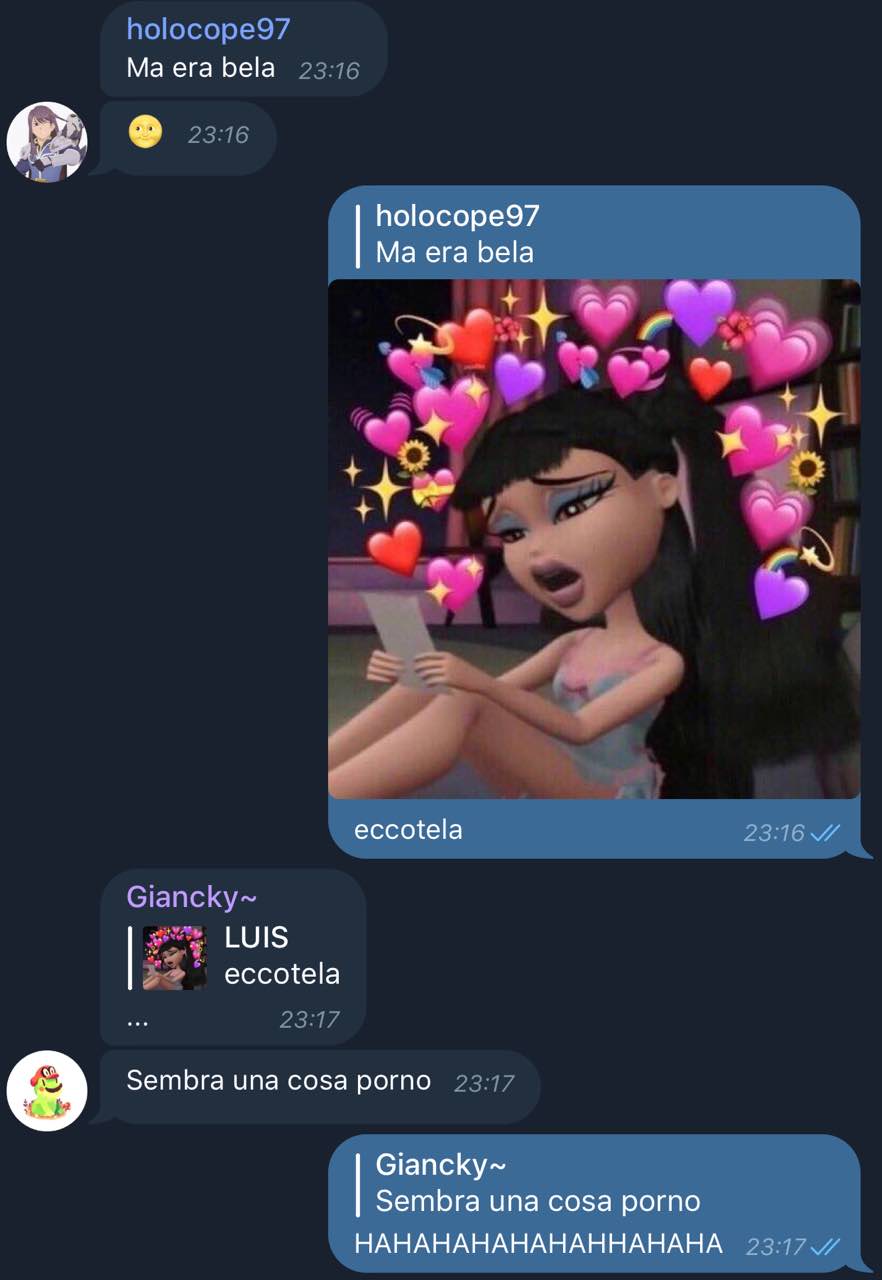 holocope97
Ma era bela 23:16
🌝 23:16
holocope97
Ma era bela
eccotela 23:16
Giancky~
LUIS
eccotela
... 23:17
Sembra una cosa porno 23:17
Giancky~
Sembra una cosa porno
HAHAHAHAHAHAHHAHAHA 23:17